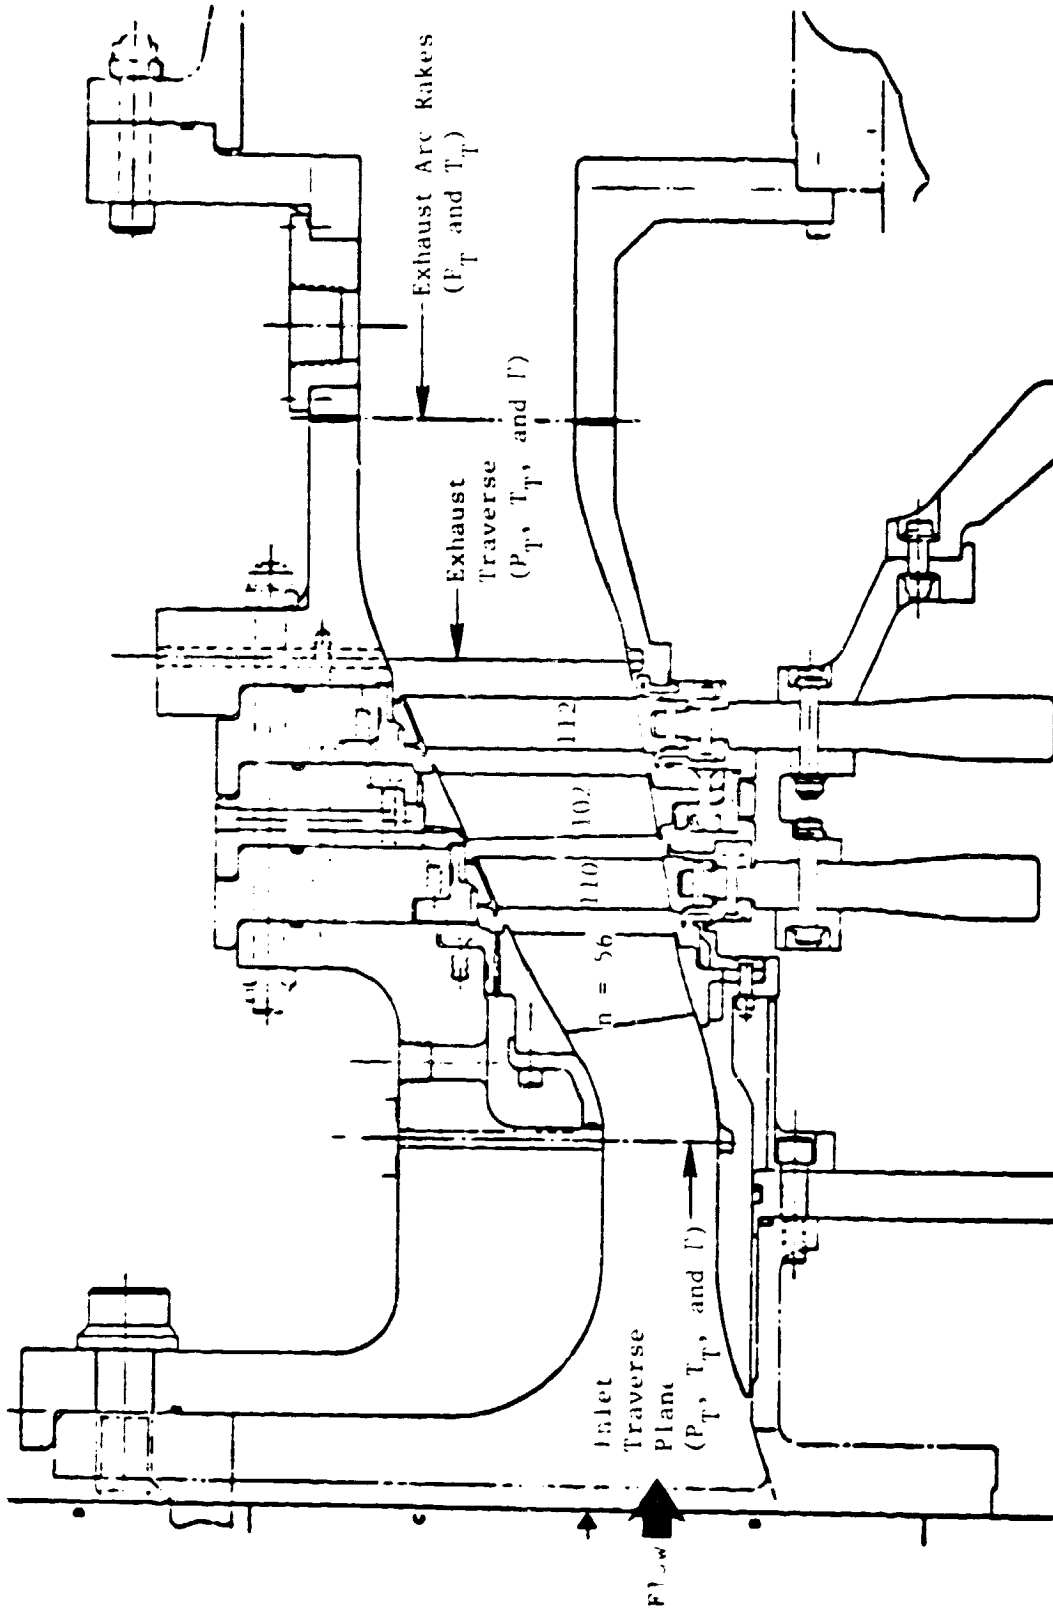 Exhaust Arc Rakes
(P_T and T_T)
Exhaust
Traverse
(P_T, T_T, and Γ)
112
102
110
n = 56
Inlet
Traverse
Plane
(P_T, T_T, and Γ)
Flow